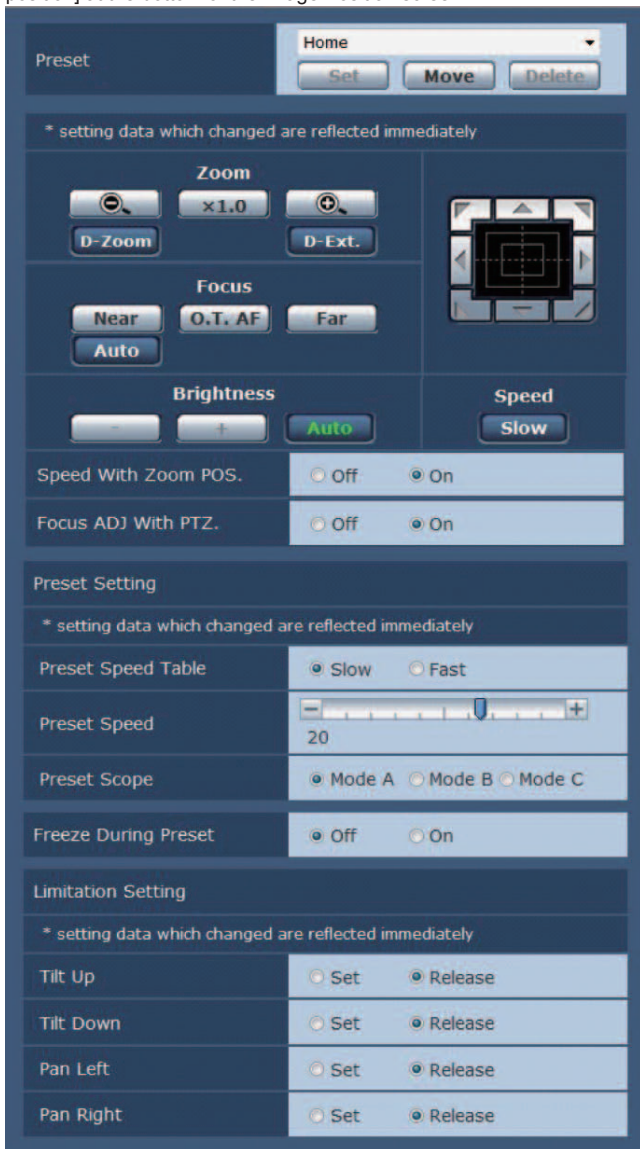 Preset
Home
Set Move Delete
* setting data which changed are reflected immediately
Zoom
×1.0
D-Zoom D-Ext.
Focus
Near O.T. AF Far
Auto
Brightness
- + Auto
Speed
Slow
Speed With Zoom POS. Off On
Focus ADJ With PTZ. Off On
Preset Setting
* setting data which changed are reflected immediately
Preset Speed Table Slow Fast
Preset Speed
20
Preset Scope Mode A Mode B Mode C
Freeze During Preset Off On
Limitation Setting
* setting data which changed are reflected immediately
Tilt Up Set Release
Tilt Down Set Release
Pan Left Set Release
Pan Right Set Release